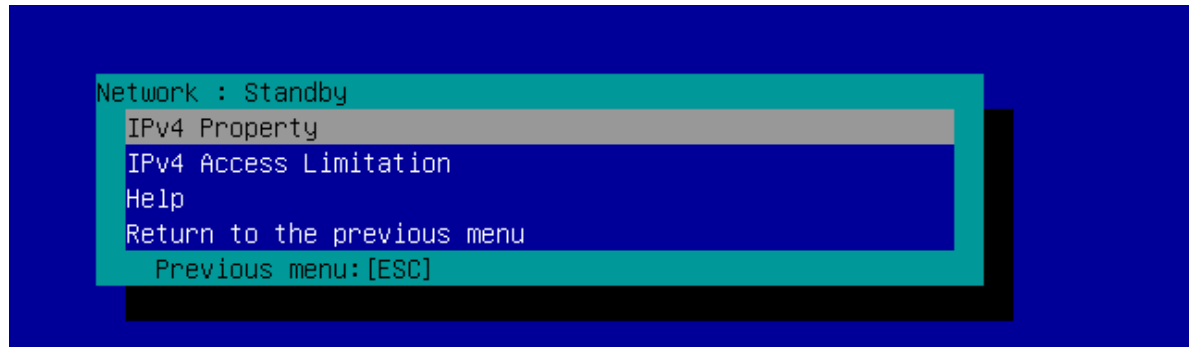 Network : Standby
IPv4 Property
IPv4 Access Limitation
Help
Return to the previous menu
Previous menu:[ESC]